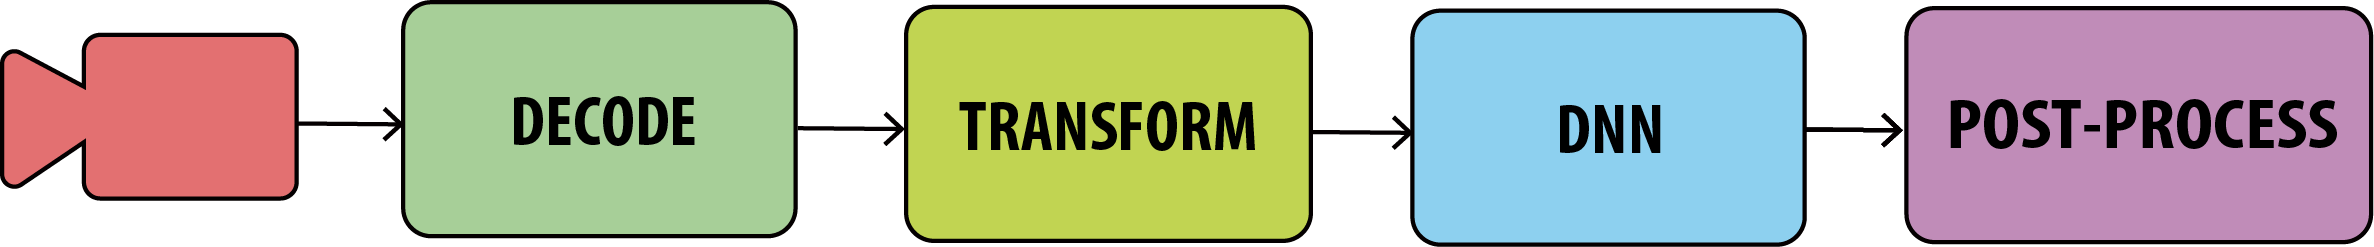 DECODE
TRANSFORM
DNN
POST-PROCESS